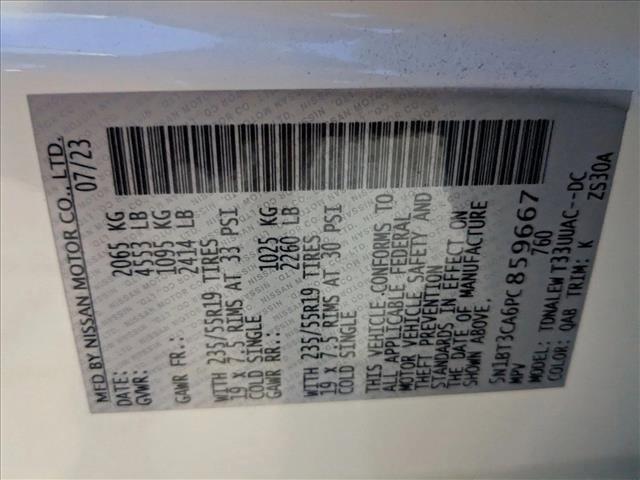 MFD BY NISSAN MOTOR CO., LTD.
DATE: 07/23
GVWR: 2065 KG
4553 LB
GAWR FR.: 1095 KG
2414 LB
WITH 235/55R19 TIRES
19 X 7.5 RIMS AT 33 PSI
COLD SINGLE
GAWR RR.: 1025 KG
2260 LB
WITH 235/55R19 TIRES
19 X 7.5 RIMS AT 30 PSI
COLD SINGLE
THIS VEHICLE CONFORMS TO
ALL APPLICABLE FEDERAL
MOTOR VEHICLE SAFETY AND
THEFT PREVENTION
STANDARDS IN EFFECT ON
THE DATE OF MANUFACTURE
SHOWN ABOVE.
5N1BT3CA6PC859667
MPV 760
MODEL: TONALEW T33UUAC--DC
COLOR: QAB TRIM: K ZS30A